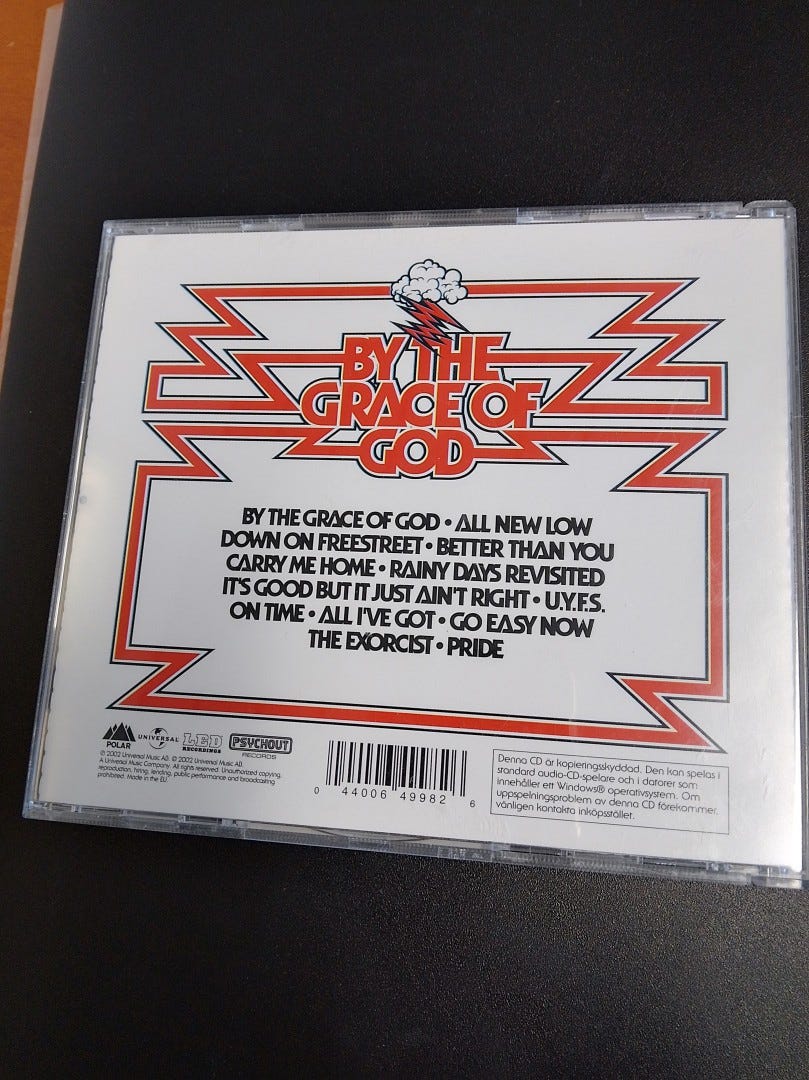 BY THE
GRACE OF
GOD
BY THE GRACE OF GOD • ALL NEW LOW
DOWN ON FREESTREET • BETTER THAN YOU
CARRY ME HOME • RAINY DAYS REVISITED
IT'S GOOD BUT IT JUST AIN'T RIGHT • U.Y.F.S.
ON TIME • ALL I'VE GOT • GO EASY NOW
THE EXORCIST • PRIDE
POLAR
UNIVERSAL
LED
RECORDINGS
PSYCHOUT
RECORDS
℗ 2002 Universal Music AB. © 2002 Universal Music AB.
A Universal Music Company. All rights reserved. Unauthorized copying,
reproduction, hiring, lending, public performance and broadcasting
prohibited. Made in the EU.
0 44006 49982 6
Denna CD är kopieringsskyddad. Den kan spelas i
standard audio-CD-spelare och i datorer som
innehåller ett Windows® operativsystem. Om
uppspelningsproblem av denna CD förekommer,
vänligen kontakta inköpsstället.